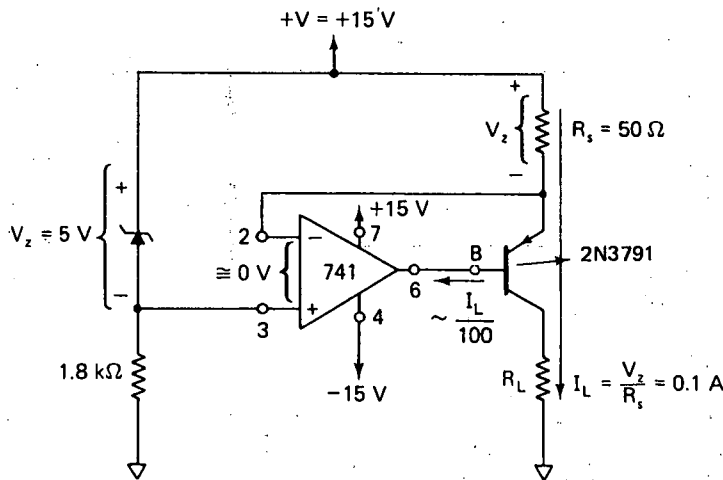 +V = +15 V
+
V_z
R_s = 50 Ω
−
+
V_z = 5 V
−
+15 V
2
−
7
≅ 0 V
741
+
3
6
4
B
2N3791
~ I_L/100
1.8 kΩ
−15 V
R_L
I_L = V_z/R_s = 0.1 A